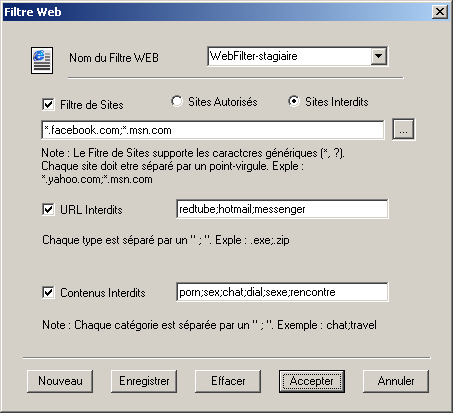 Filtre Web
Nom du Filtre WEB
WebFilter-stagiaire
Filtre de Sites
Sites Autorisés
Sites Interdits
*.facebook.com;*.msn.com
...
Note : Le Fitre de Sites supporte les caractcres génériques (*, ?).
Chaque site doit etre séparé par un point-virgule. Exple :
*.yahoo.com;*.msn.com
URL Interdits
redtube;hotmail;messenger
Chaque type est séparé par un " ; ". Exple : .exe;.zip
Contenus Interdits
porn;sex;chat;dial;sexe;rencontre
Note : Chaque catégorie est séparée par un " ; ". Exemple : chat;travel
Nouveau
Enregistrer
Effacer
Accepter
Annuler